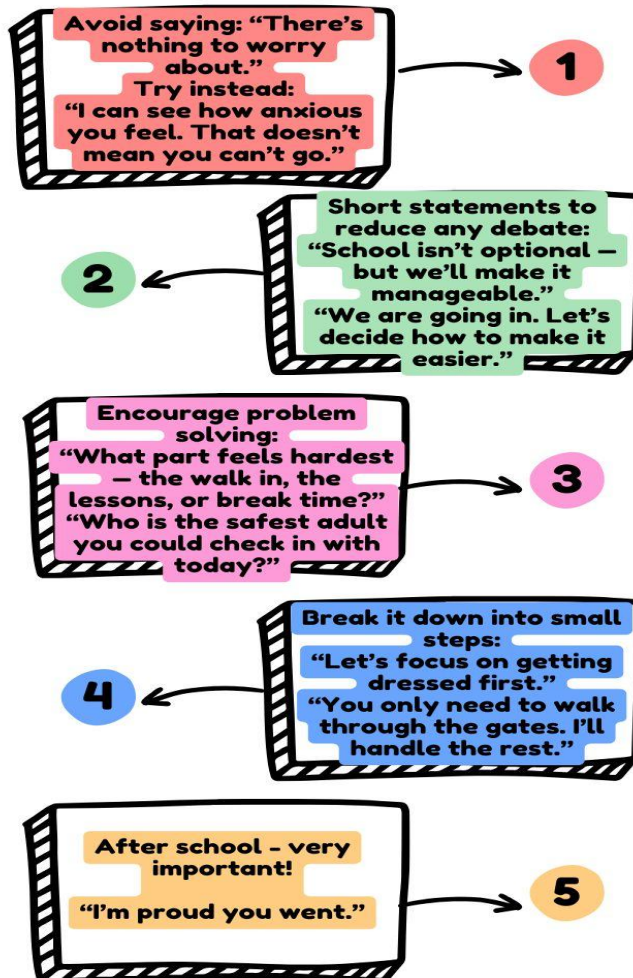 Avoid saying: “There’s
nothing to worry
about.”
Try instead:
“I can see how anxious
you feel. That doesn’t
mean you can’t go.”
1
Short statements to
reduce any debate:
“School isn’t optional –
but we’ll make it
manageable.”
“We are going in. Let’s
decide how to make it
easier.”
2
Encourage problem
solving:
“What part feels hardest
– the walk in, the
lessons, or break time?”
“Who is the safest adult
you could check in with
today?”
3
Break it down into small
steps:
“Let’s focus on getting
dressed first.”
“You only need to walk
through the gates. I’ll
handle the rest.”
4
After school - very
important!
“I’m proud you went.”
5